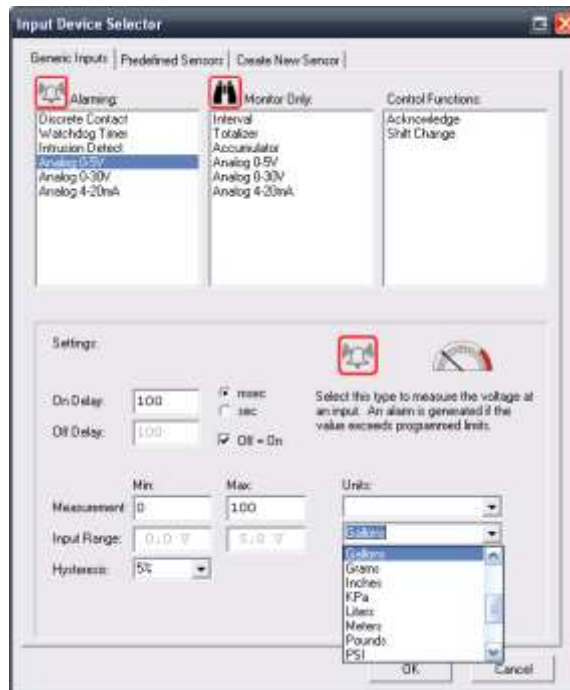 Input Device Selector
Generic Inputs
Predefined Sensors
Create New Sensor
Alarming:
Discrete Contact
Watchdog Timer
Intrusion Detect
Analog 0-5V
Analog 0-30V
Analog 4-20mA
Monitor Only:
Interval
Totalizer
Accumulator
Analog 0-5V
Analog 0-30V
Analog 4-20mA
Control Functions:
Acknowledge
Shift Change
Settings:
On Delay:
100
msec
sec
Off Delay:
100
Off = On
Select this type to measure the voltage at
an input. An alarm is generated if the
value exceeds programmed limits.
Min:
Max:
Units:
Measurement:
0
100
Input Range:
0.0 V
5.0 V
Gallons
Hysteresis:
5%
Gallons
Grams
Inches
KPa
Liters
Meters
Pounds
PSI
OK
Cancel